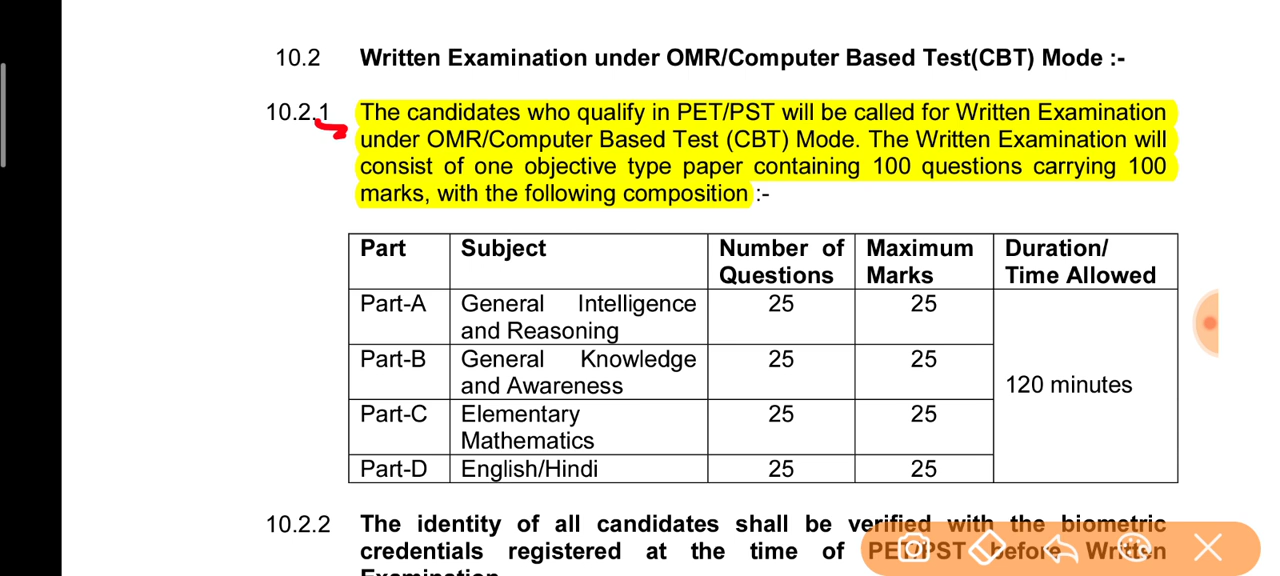 10.2 Written Examination under OMR/Computer Based Test(CBT) Mode :-
10.2.1 The candidates who qualify in PET/PST will be called for Written Examination
under OMR/Computer Based Test (CBT) Mode. The Written Examination will
consist of one objective type paper containing 100 questions carrying 100
marks, with the following composition :-
Part Subject Number of Maximum Duration/
Questions Marks Time Allowed
Part-A General Intelligence 25 25
and Reasoning
Part-B General Knowledge 25 25
and Awareness
120 minutes
Part-C Elementary 25 25
Mathematics
Part-D English/Hindi 25 25
10.2.2 The identity of all candidates shall be verified with the biometric
credentials registered at the time of PET/PST before Written
Examination